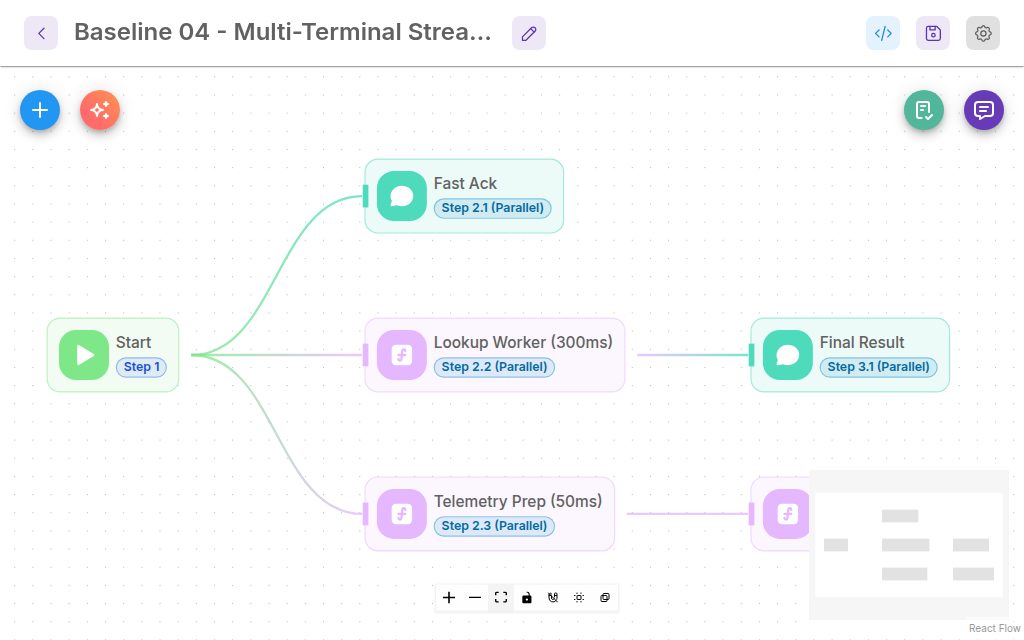 Baseline 04 - Multi-Terminal Strea...
Fast Ack
Step 2.1 (Parallel)
Start
Step 1
Lookup Worker (300ms)
Step 2.2 (Parallel)
Final Result
Step 3.1 (Parallel)
Telemetry Prep (50ms)
Step 2.3 (Parallel)
React Flow